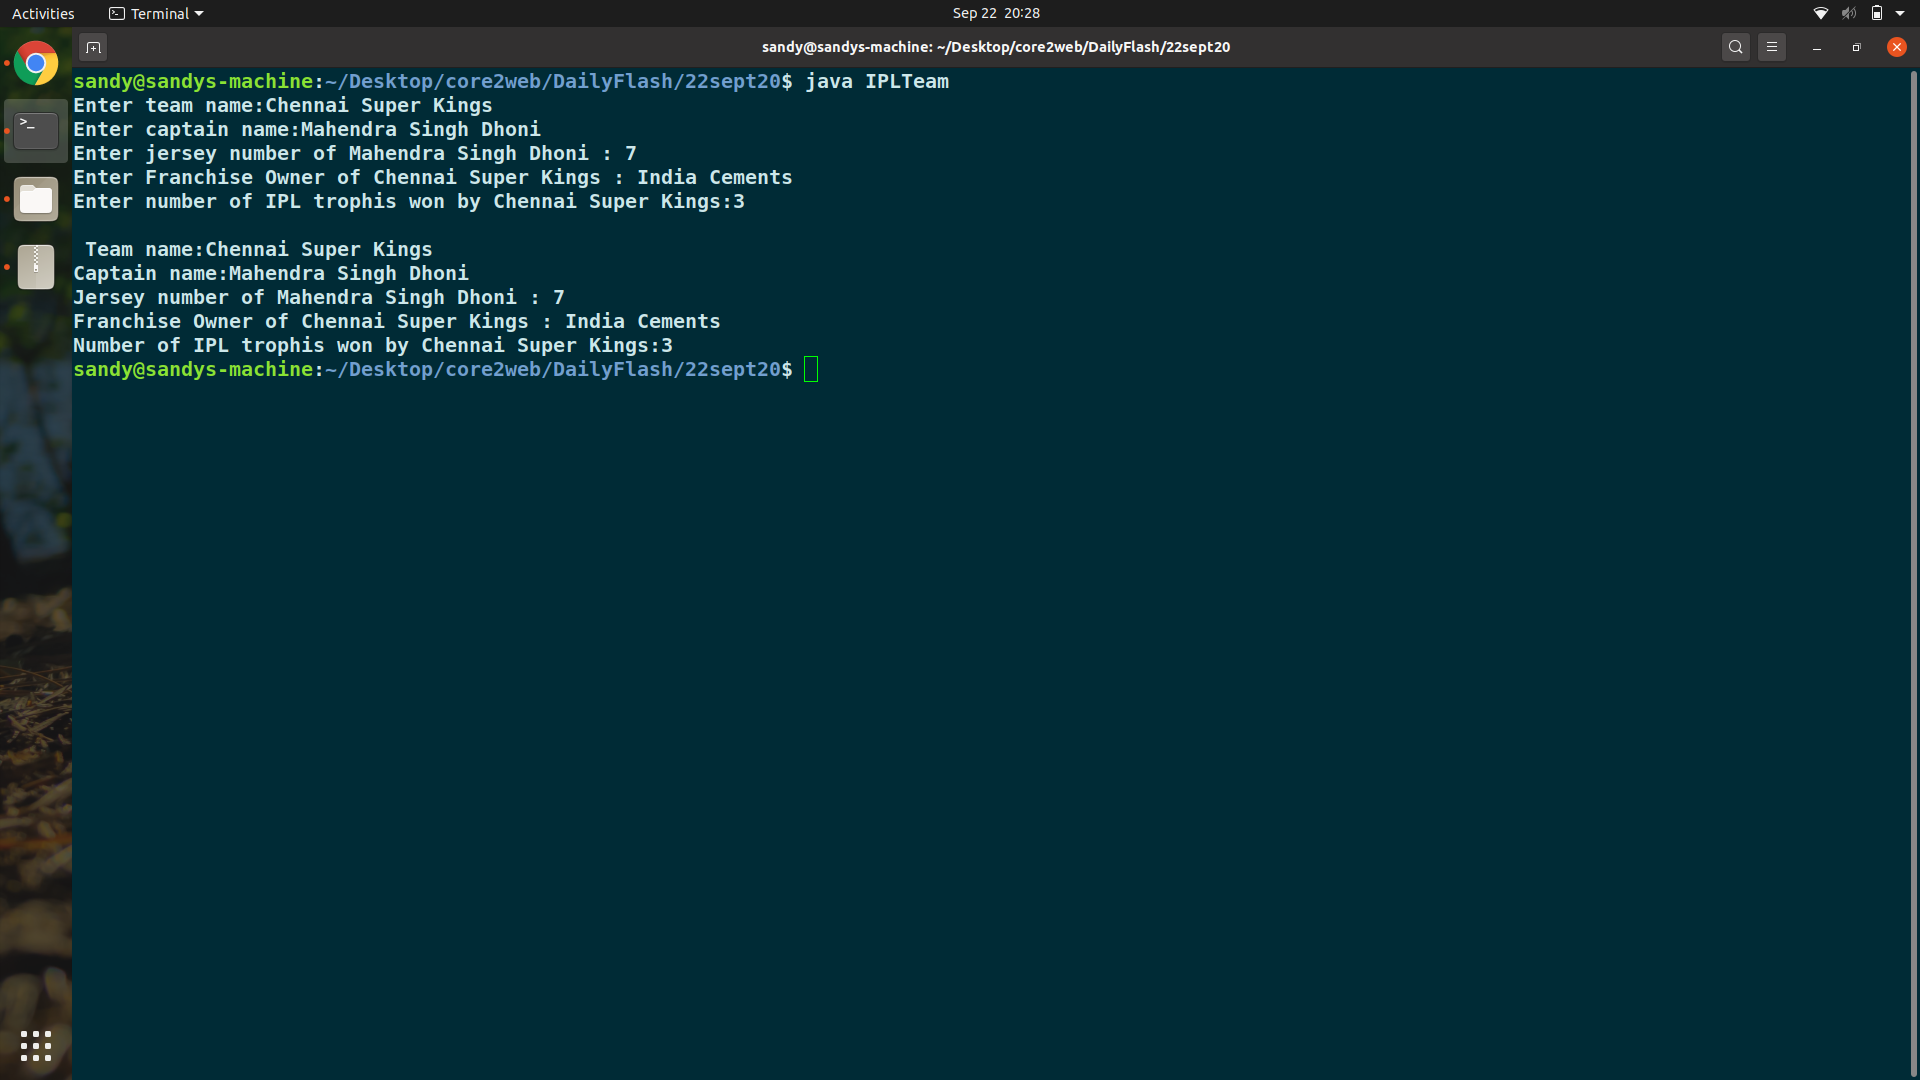 Activities
Terminal
Sep 22 20:28
sandy@sandys-machine: ~/Desktop/core2web/DailyFlash/22sept20
sandy@sandys-machine:~/Desktop/core2web/DailyFlash/22sept20$ java IPLTeam
Enter team name:Chennai Super Kings
Enter captain name:Mahendra Singh Dhoni
Enter jersey number of Mahendra Singh Dhoni : 7
Enter Franchise Owner of Chennai Super Kings : India Cements
Enter number of IPL trophis won by Chennai Super Kings:3
 Team name:Chennai Super Kings
Captain name:Mahendra Singh Dhoni
Jersey number of Mahendra Singh Dhoni : 7
Franchise Owner of Chennai Super Kings : India Cements
Number of IPL trophis won by Chennai Super Kings:3
sandy@sandys-machine:~/Desktop/core2web/DailyFlash/22sept20$